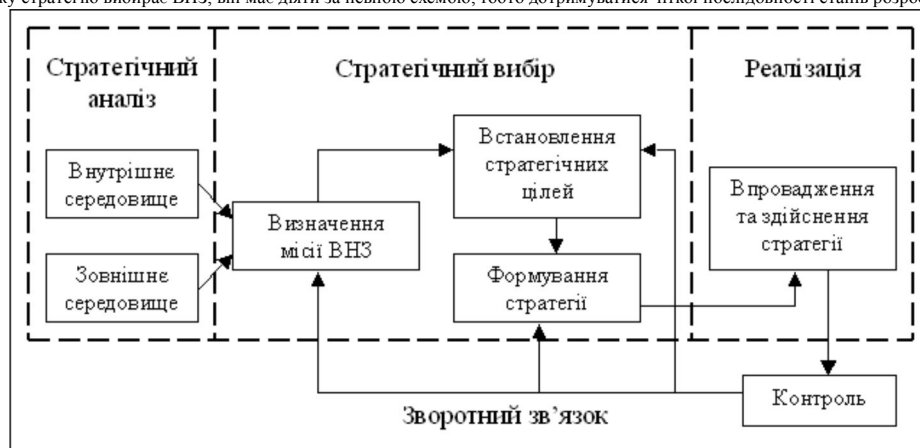 стратегію вибирає ВНЗ, він має діяти за певною схемою, тобто дотримуватися чіткої послідовності етапів
Стратегічний
аналіз
Внутрішнє
середовище
Зовнішнє
середовище
Стратегічний вибір
Визначення
місії ВНЗ
Встановлення
стратегічних
цілей
Формування
стратегії
Реалізація
Впровадження
та здійснення
стратегії
Контроль
Зворотний зв’язок